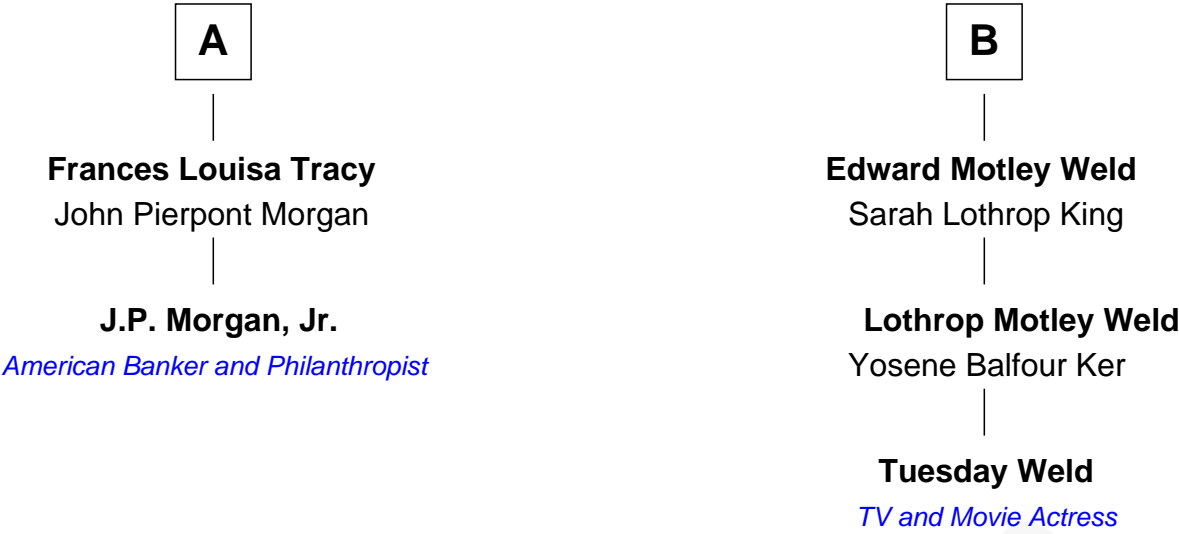 A
Frances Louisa Tracy
John Pierpont Morgan
J.P. Morgan, Jr.
American Banker and Philanthropist
B
Edward Motley Weld
Sarah Lothrop King
Lothrop Motley Weld
Yosene Balfour Ker
Tuesday Weld
TV and Movie Actress